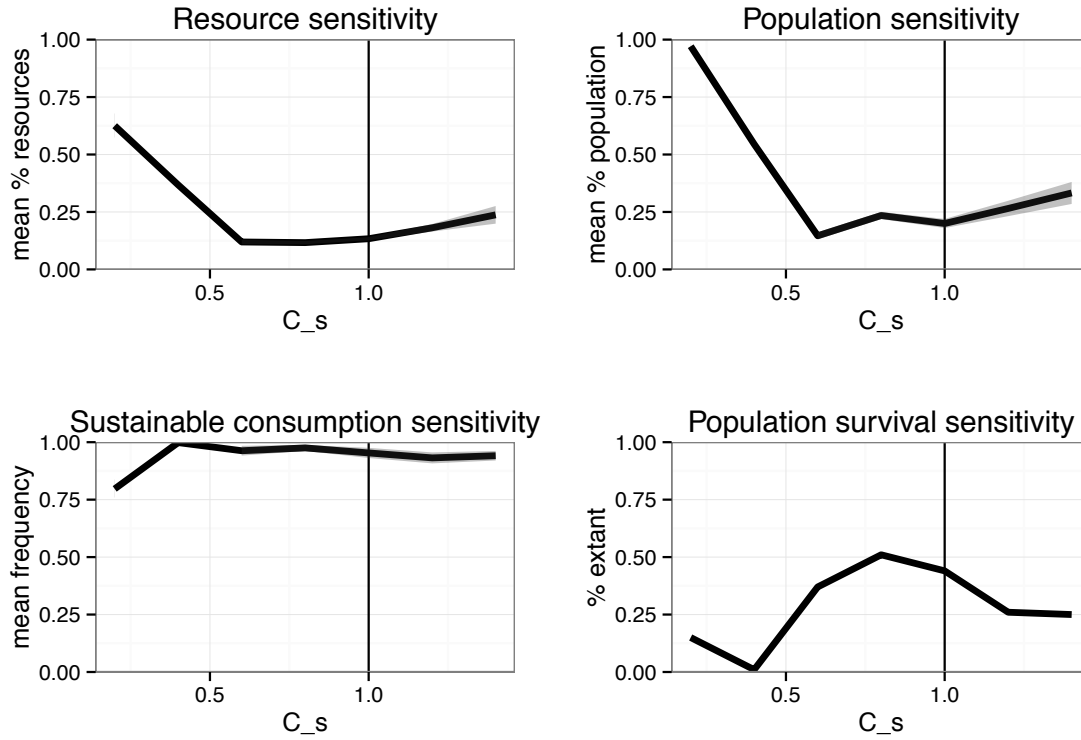 Resource sensitivity
mean % resources
1.00
0.75
0.50
0.25
0.00
0.5
1.0
C_s
Population sensitivity
mean % population
1.00
0.75
0.50
0.25
0.00
0.5
1.0
C_s
Sustainable consumption sensitivity
mean frequency
1.00
0.75
0.50
0.25
0.00
0.5
1.0
C_s
Population survival sensitivity
% extant
1.00
0.75
0.50
0.25
0.00
0.5
1.0
C_s